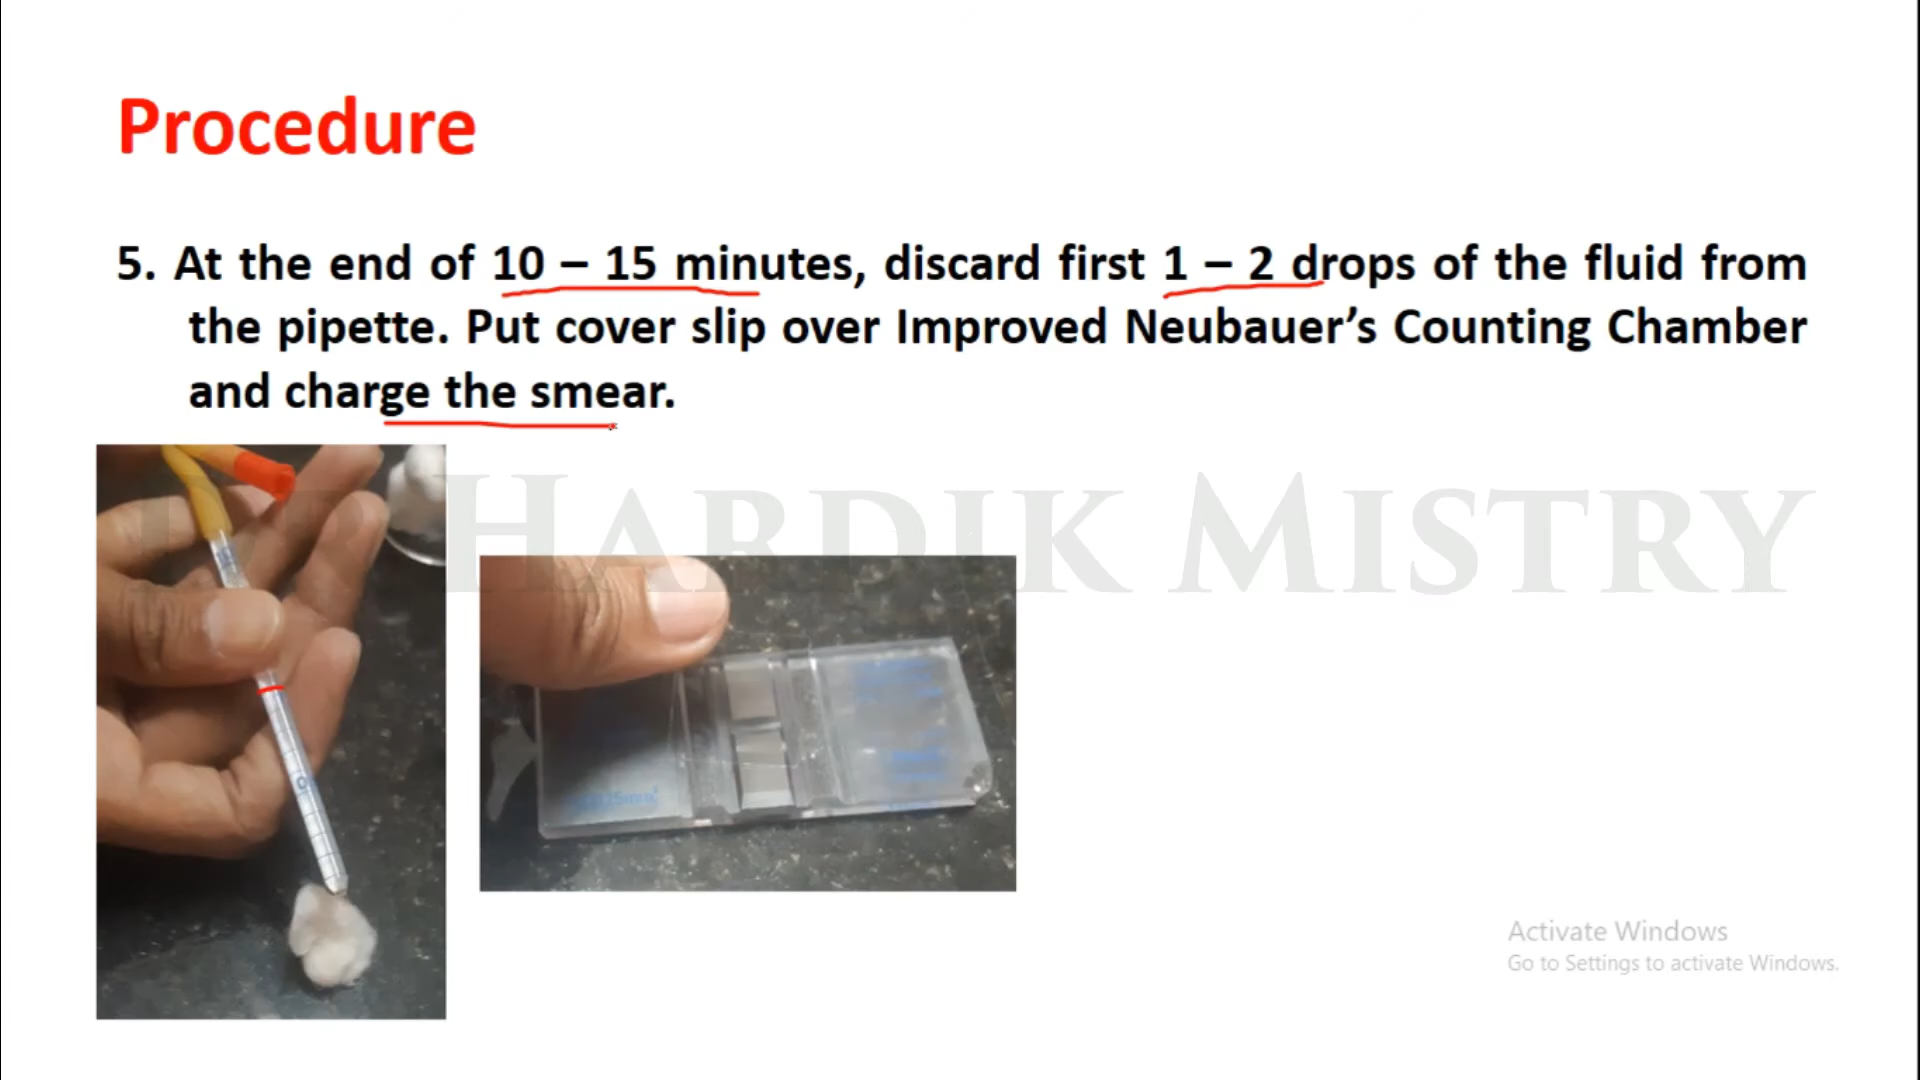 Procedure
5. At the end of 10 – 15 minutes, discard first 1 – 2 drops of the fluid from
the pipette. Put cover slip over Improved Neubauer’s Counting Chamber
and charge the smear.
DR HARDIK MISTRY
Activate Windows
Go to Settings to activate Windows.